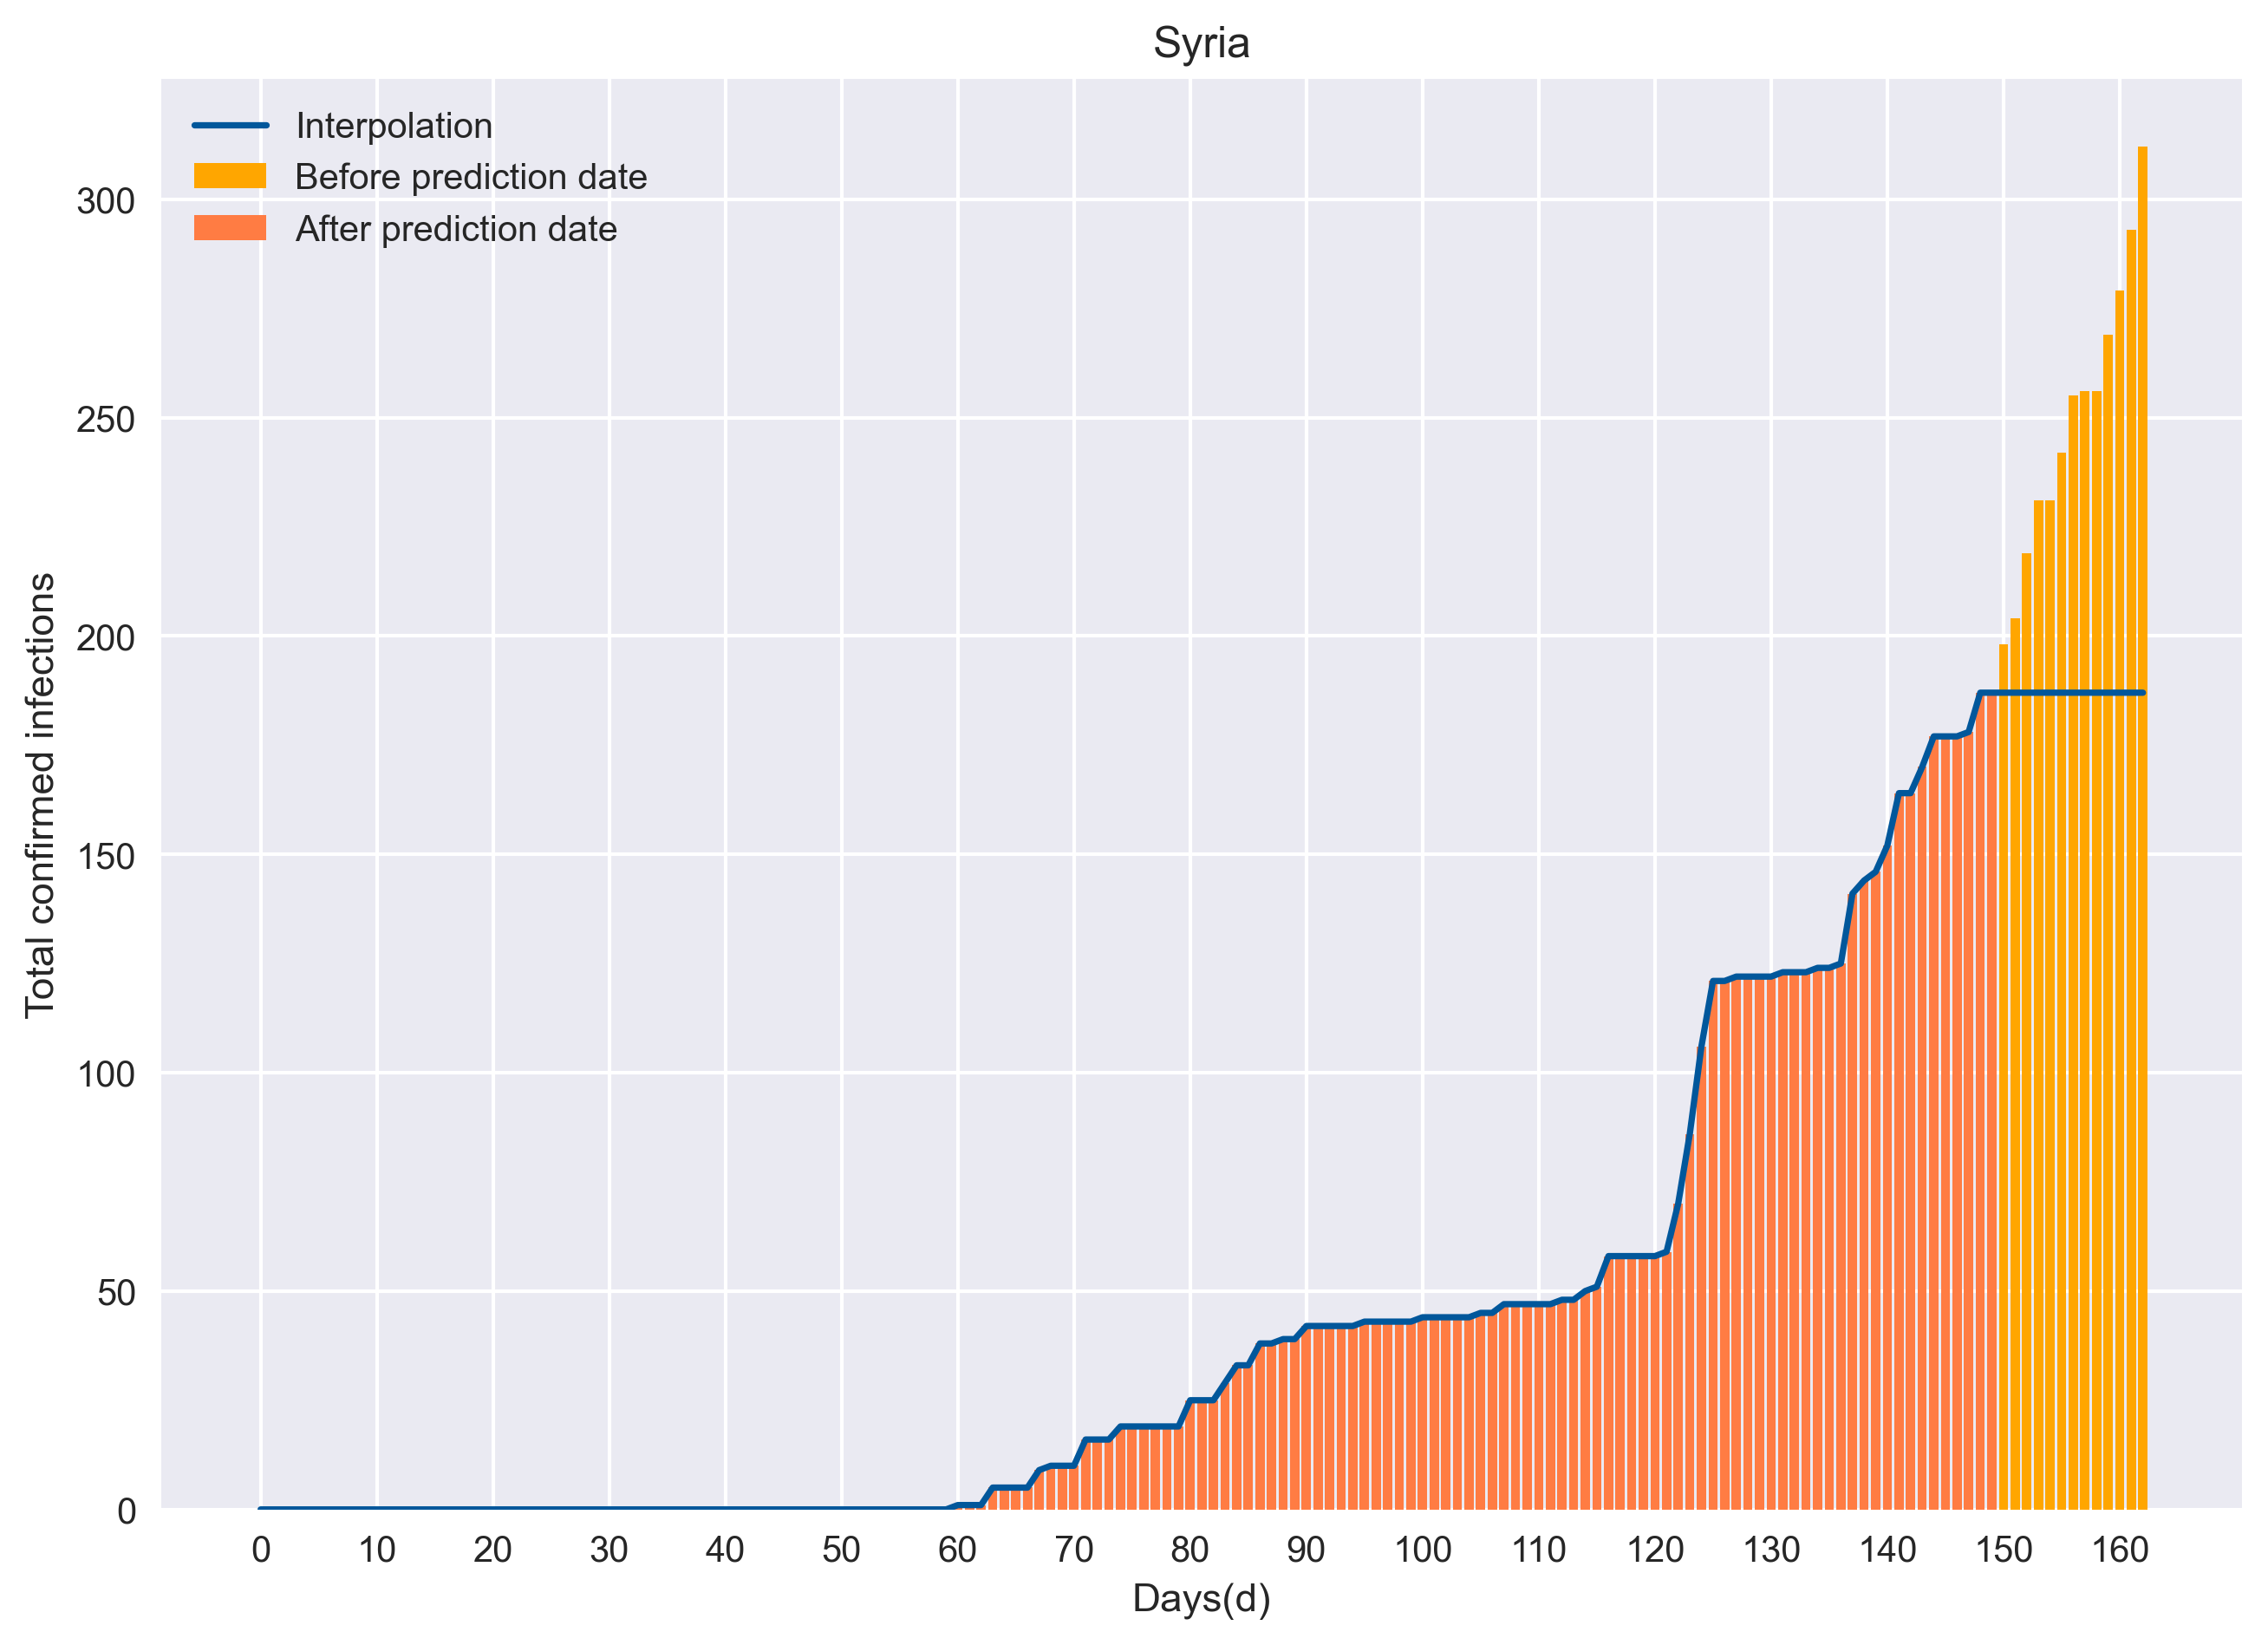 Syria
Interpolation
Before prediction date
After prediction date
Total confirmed infections
300
250
200
150
100
50
0
0 10 20 30 40 50 60 70 80 90 100 110 120 130 140 150 160
Days(d)